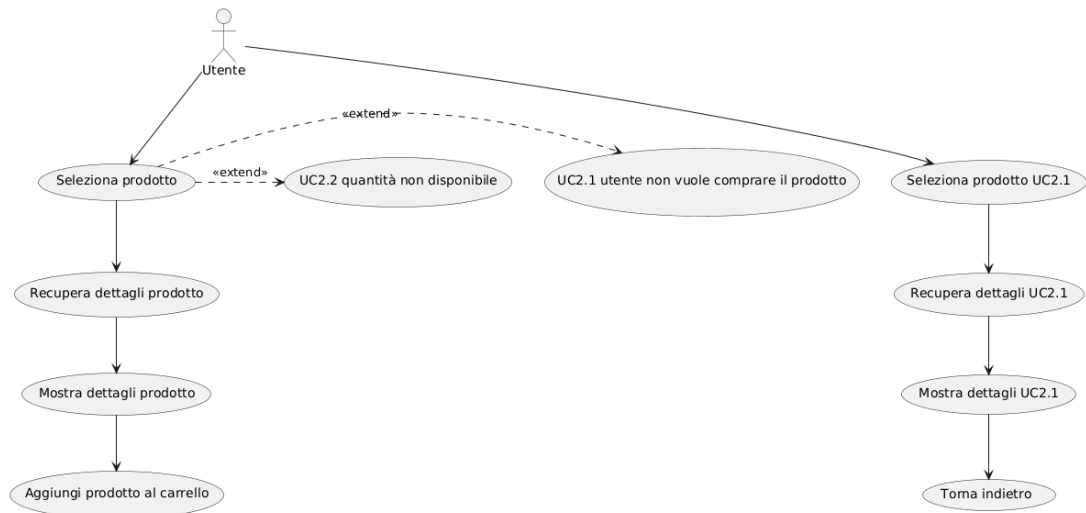 Utente
«extend»
«extend»
Seleziona prodotto
UC2.2 quantità non disponibile
UC2.1 utente non vuole comprare il prodotto
Seleziona prodotto UC2.1
Recupera dettagli prodotto
Recupera dettagli UC2.1
Mostra dettagli prodotto
Mostra dettagli UC2.1
Aggiungi prodotto al carrello
Torna indietro